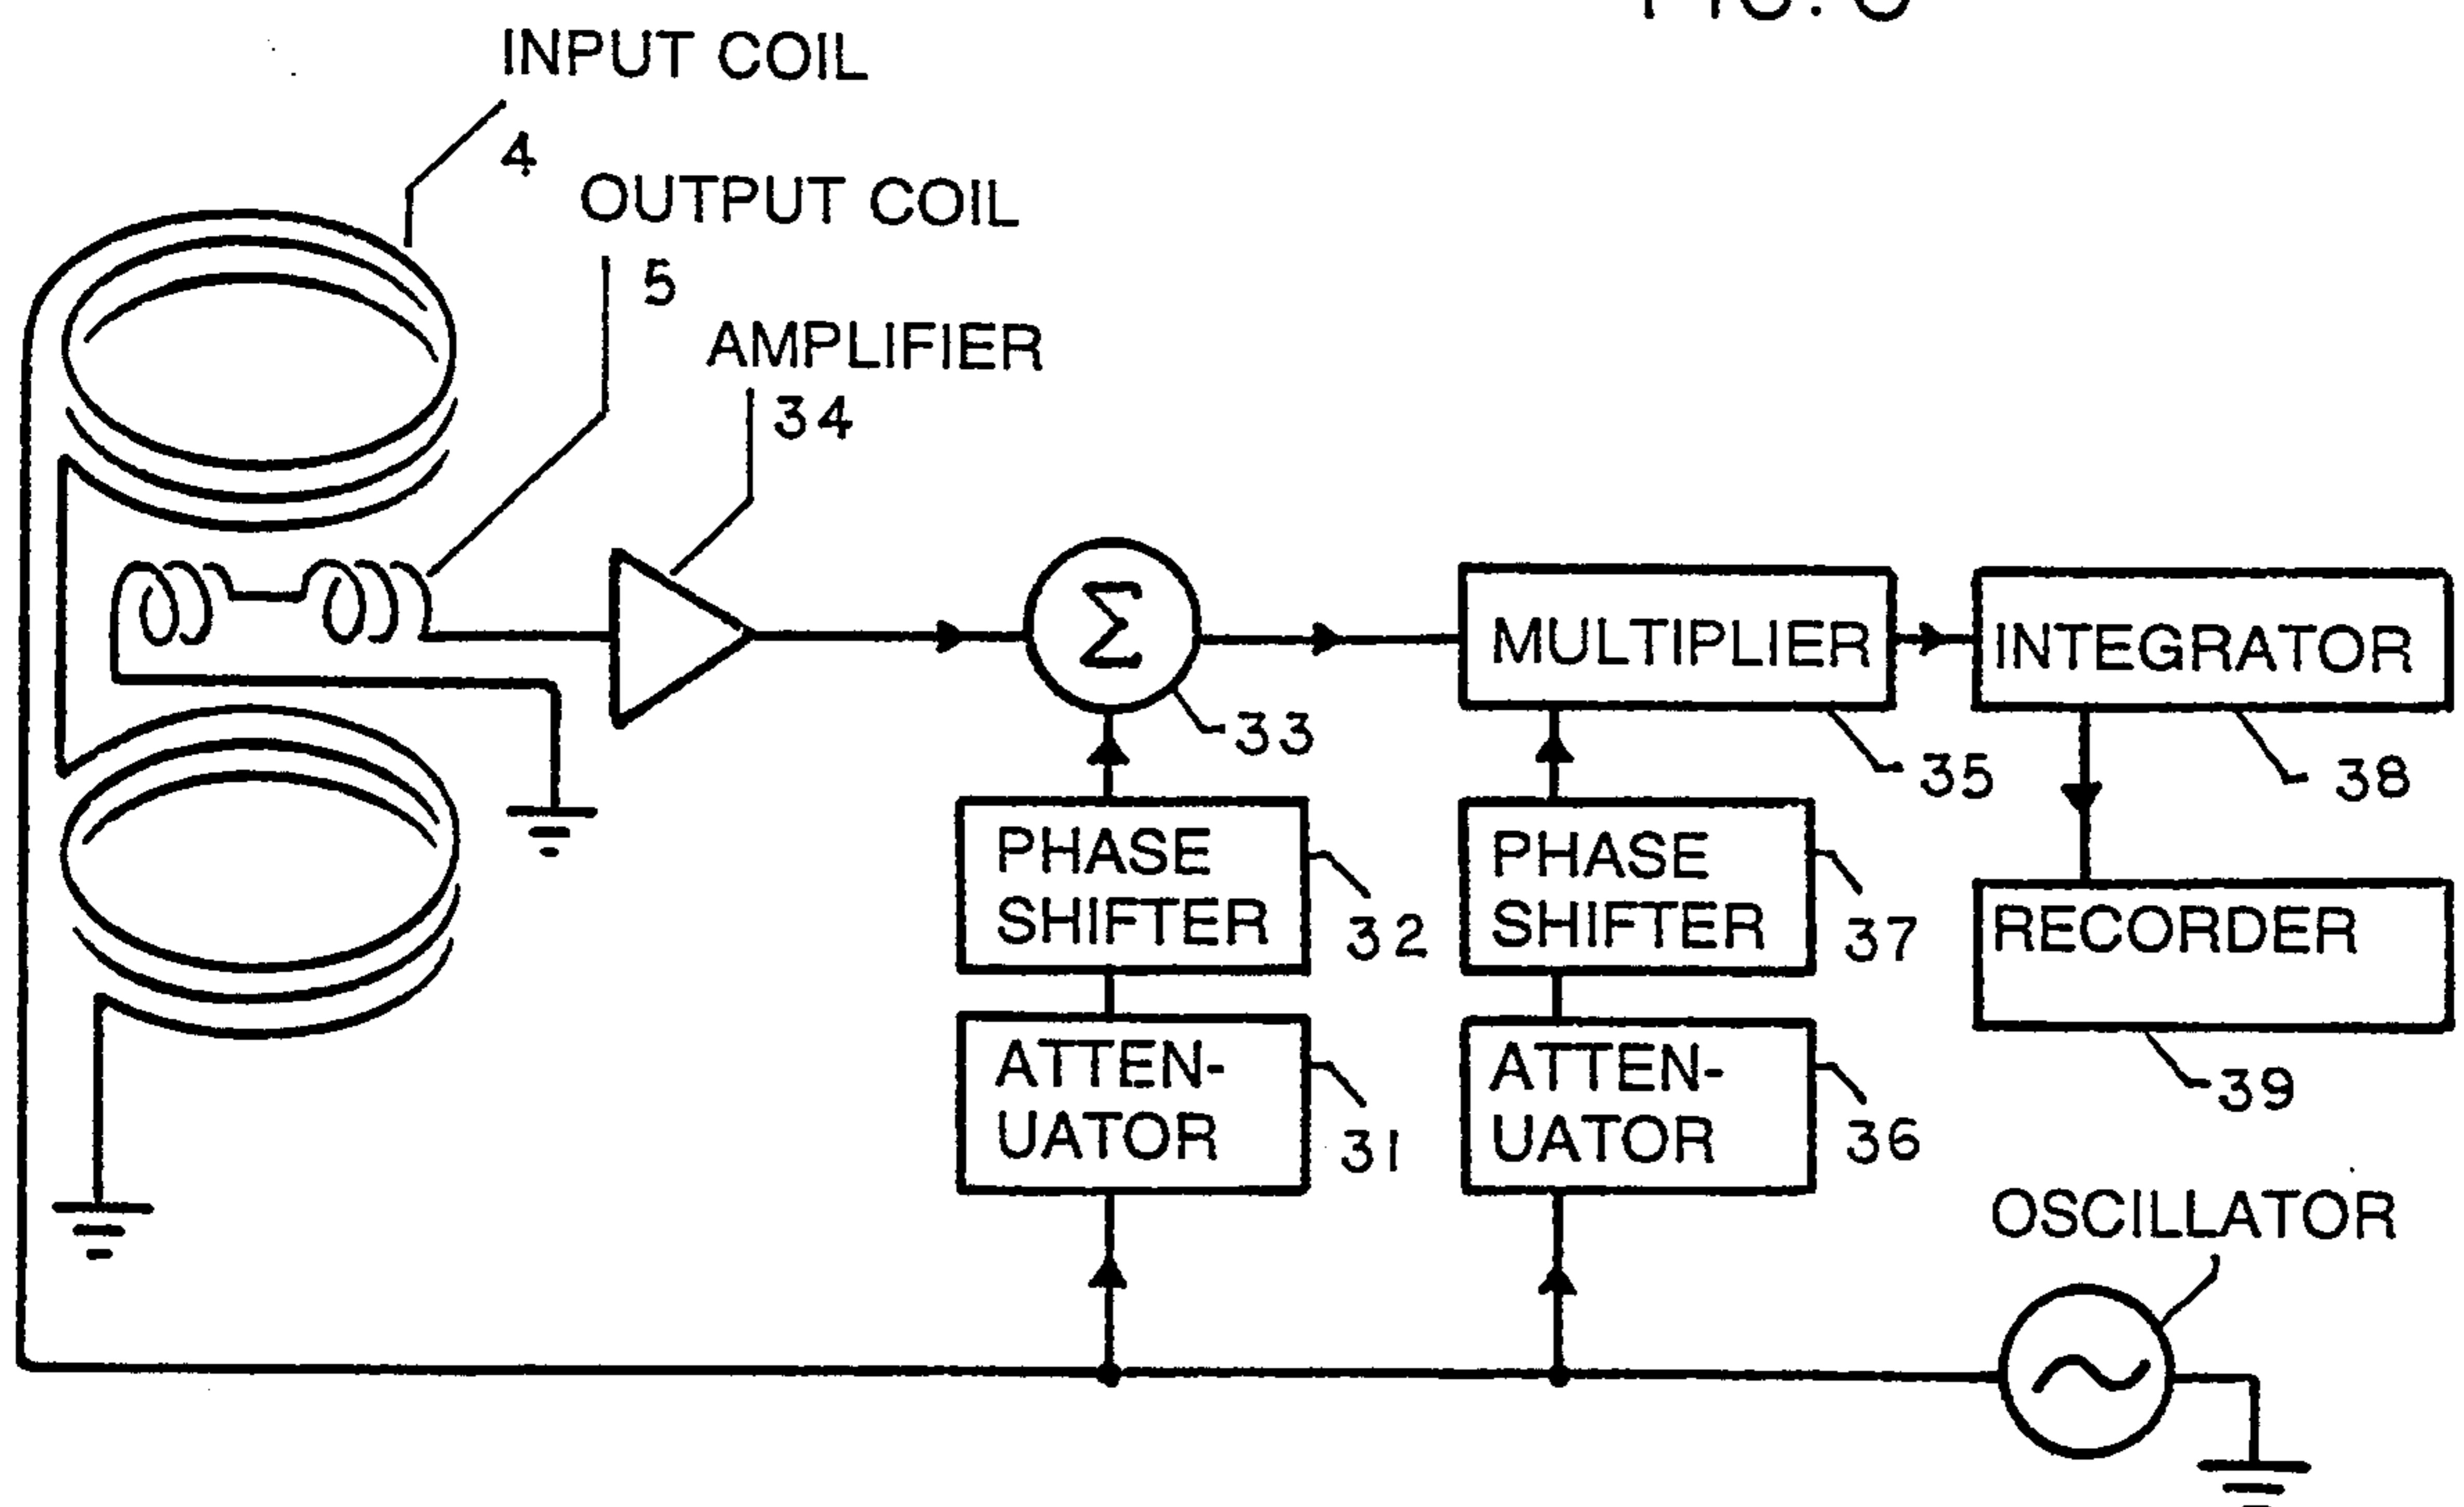 INPUT COIL
4
OUTPUT COIL
5
AMPLIFIER
34
Σ
33
MULTIPLIER
35
INTEGRATOR
38
PHASE
SHIFTER
32
PHASE
SHIFTER
37
RECORDER
39
ATTEN-
UATOR
31
ATTEN-
UATOR
36
OSCILLATOR